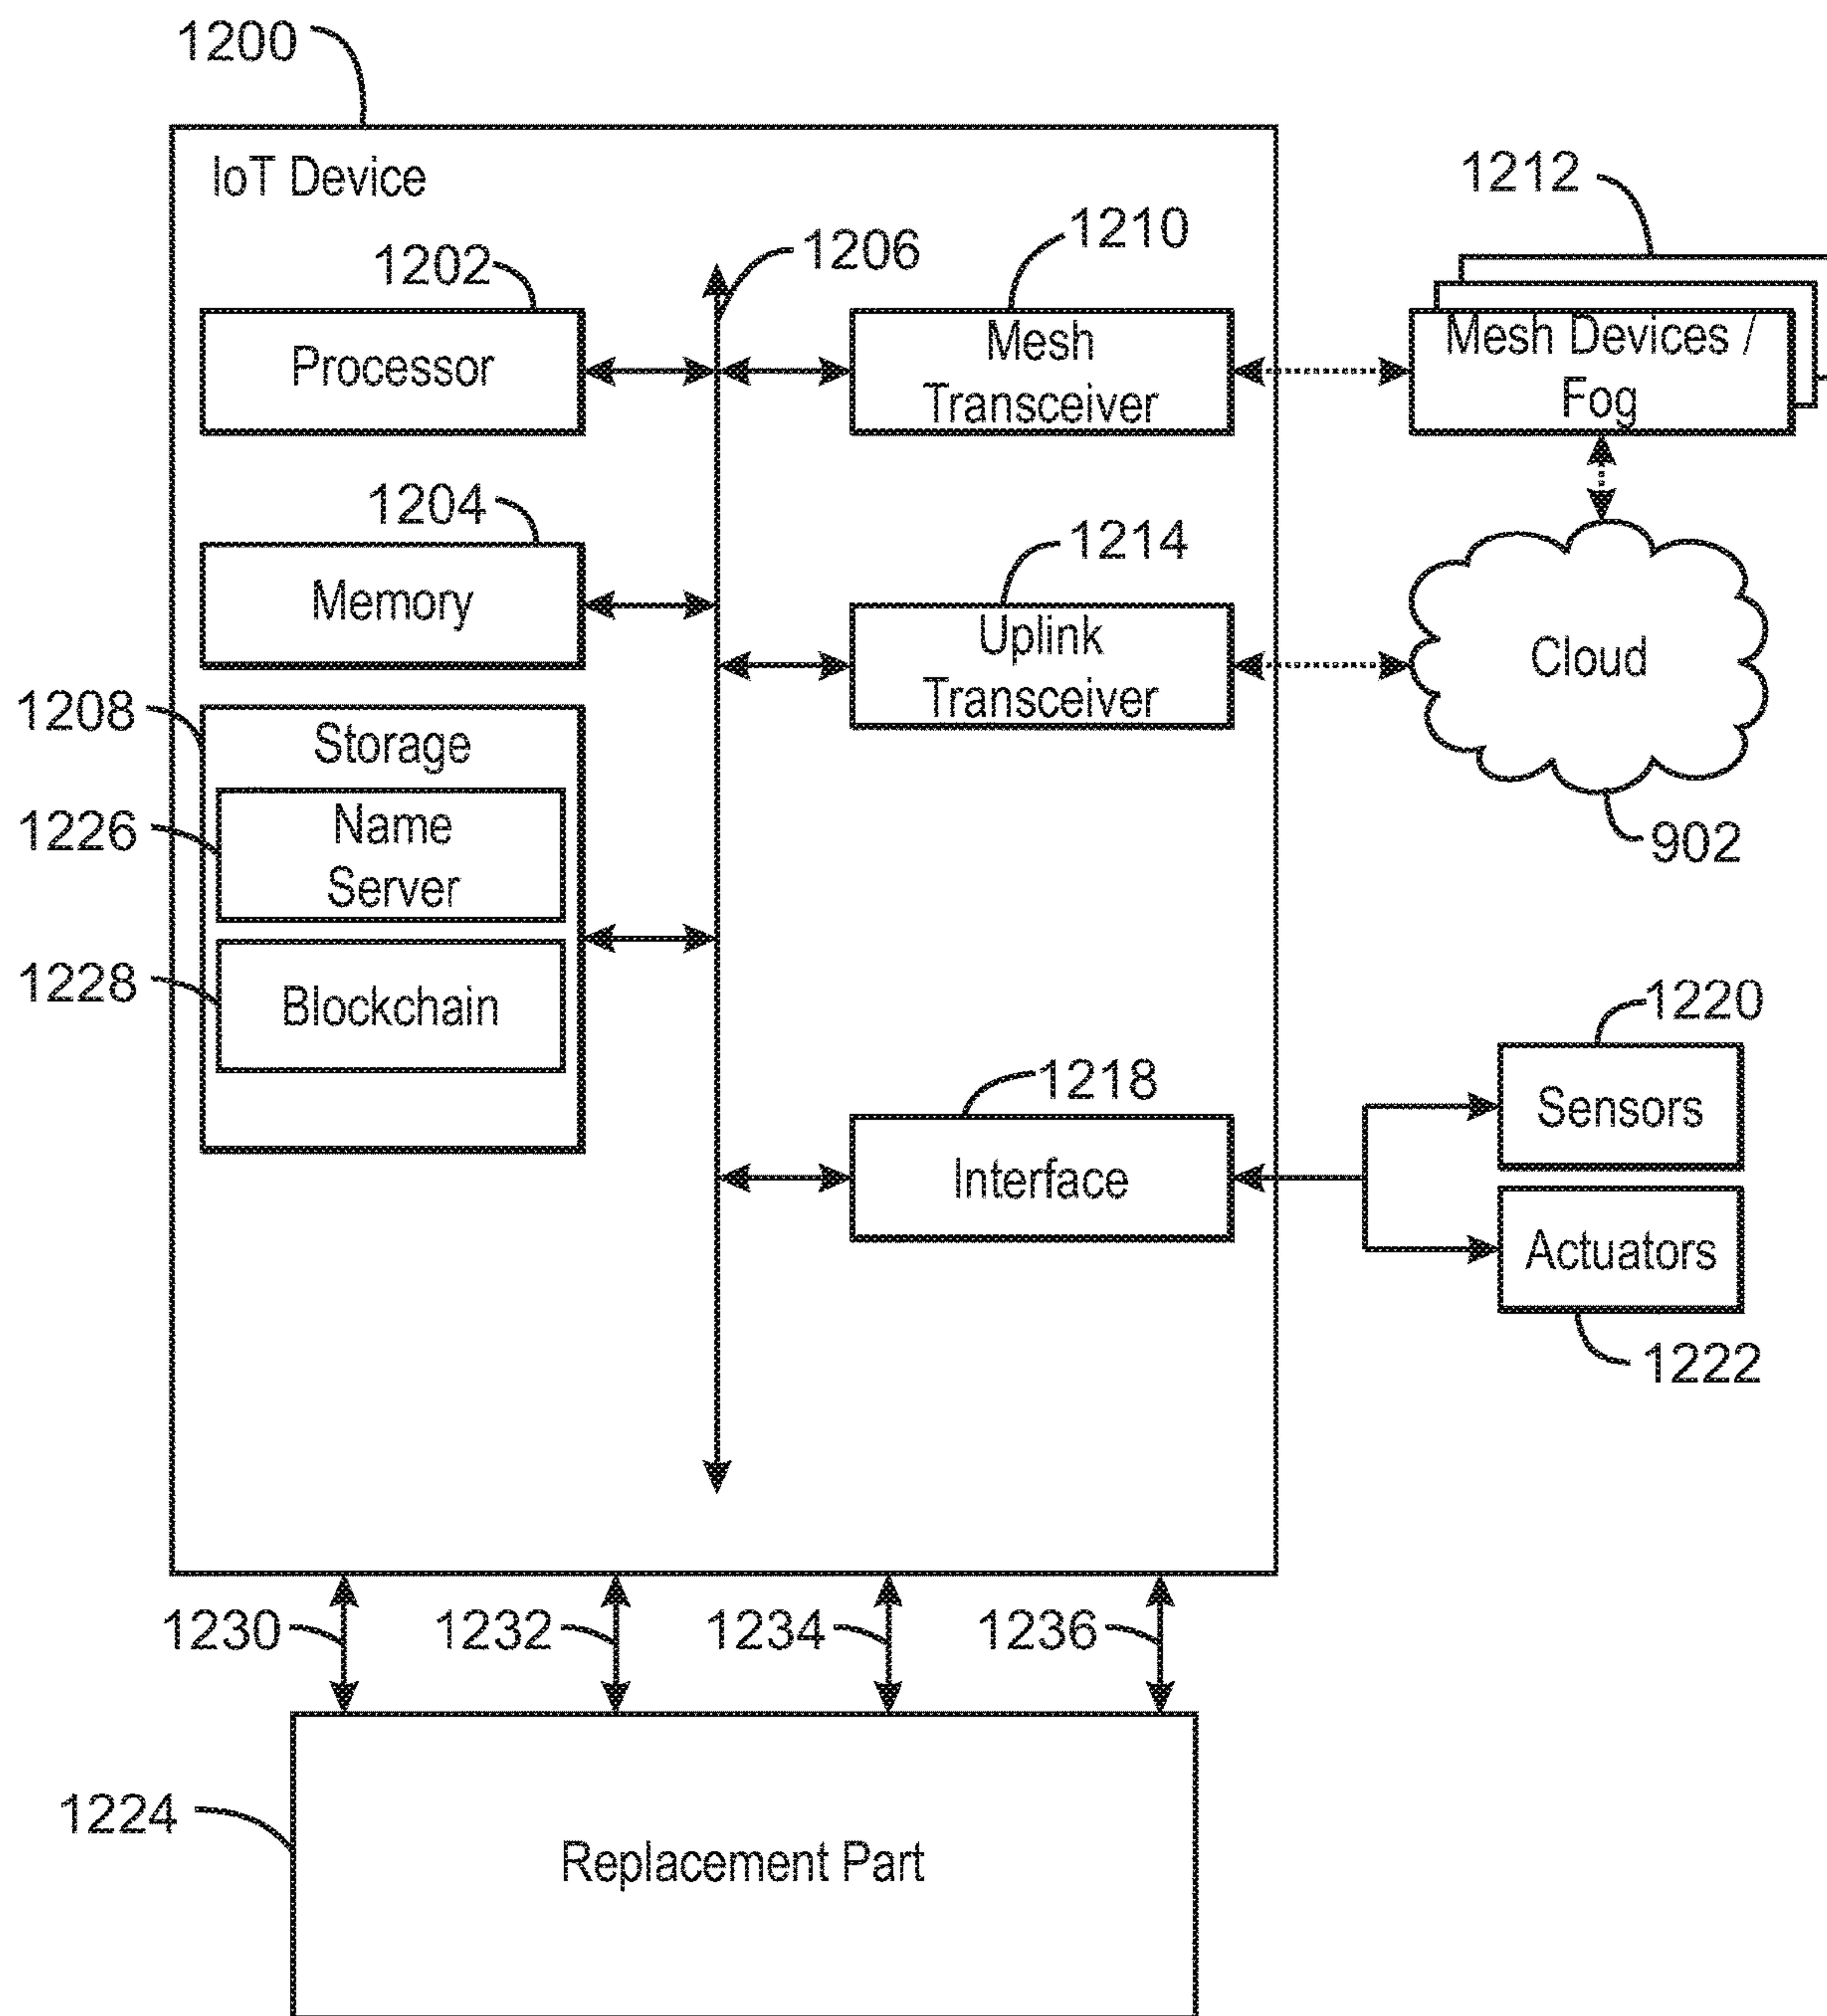 1200
IoT Device
1212
1210
1206
1202
Processor
Mesh
Transceiver
Mesh Devices /
Fog
1204
Memory
1214
Uplink
Transceiver
Cloud
902
1208
Storage
1226
Name
Server
1228
Blockchain
1220
Sensors
1218
Interface
Actuators
1222
1230
1232
1234
1236
1224
Replacement Part